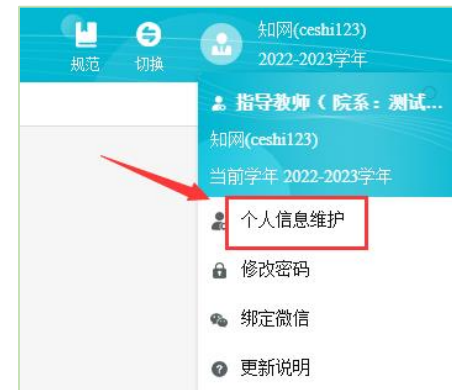 知网(ceshi123)
规范 切换 2022-2023学年
指导教师（院系：测试...
知网(ceshi123)
当前学年 2022-2023学年
个人信息维护
修改密码
绑定微信
更新说明